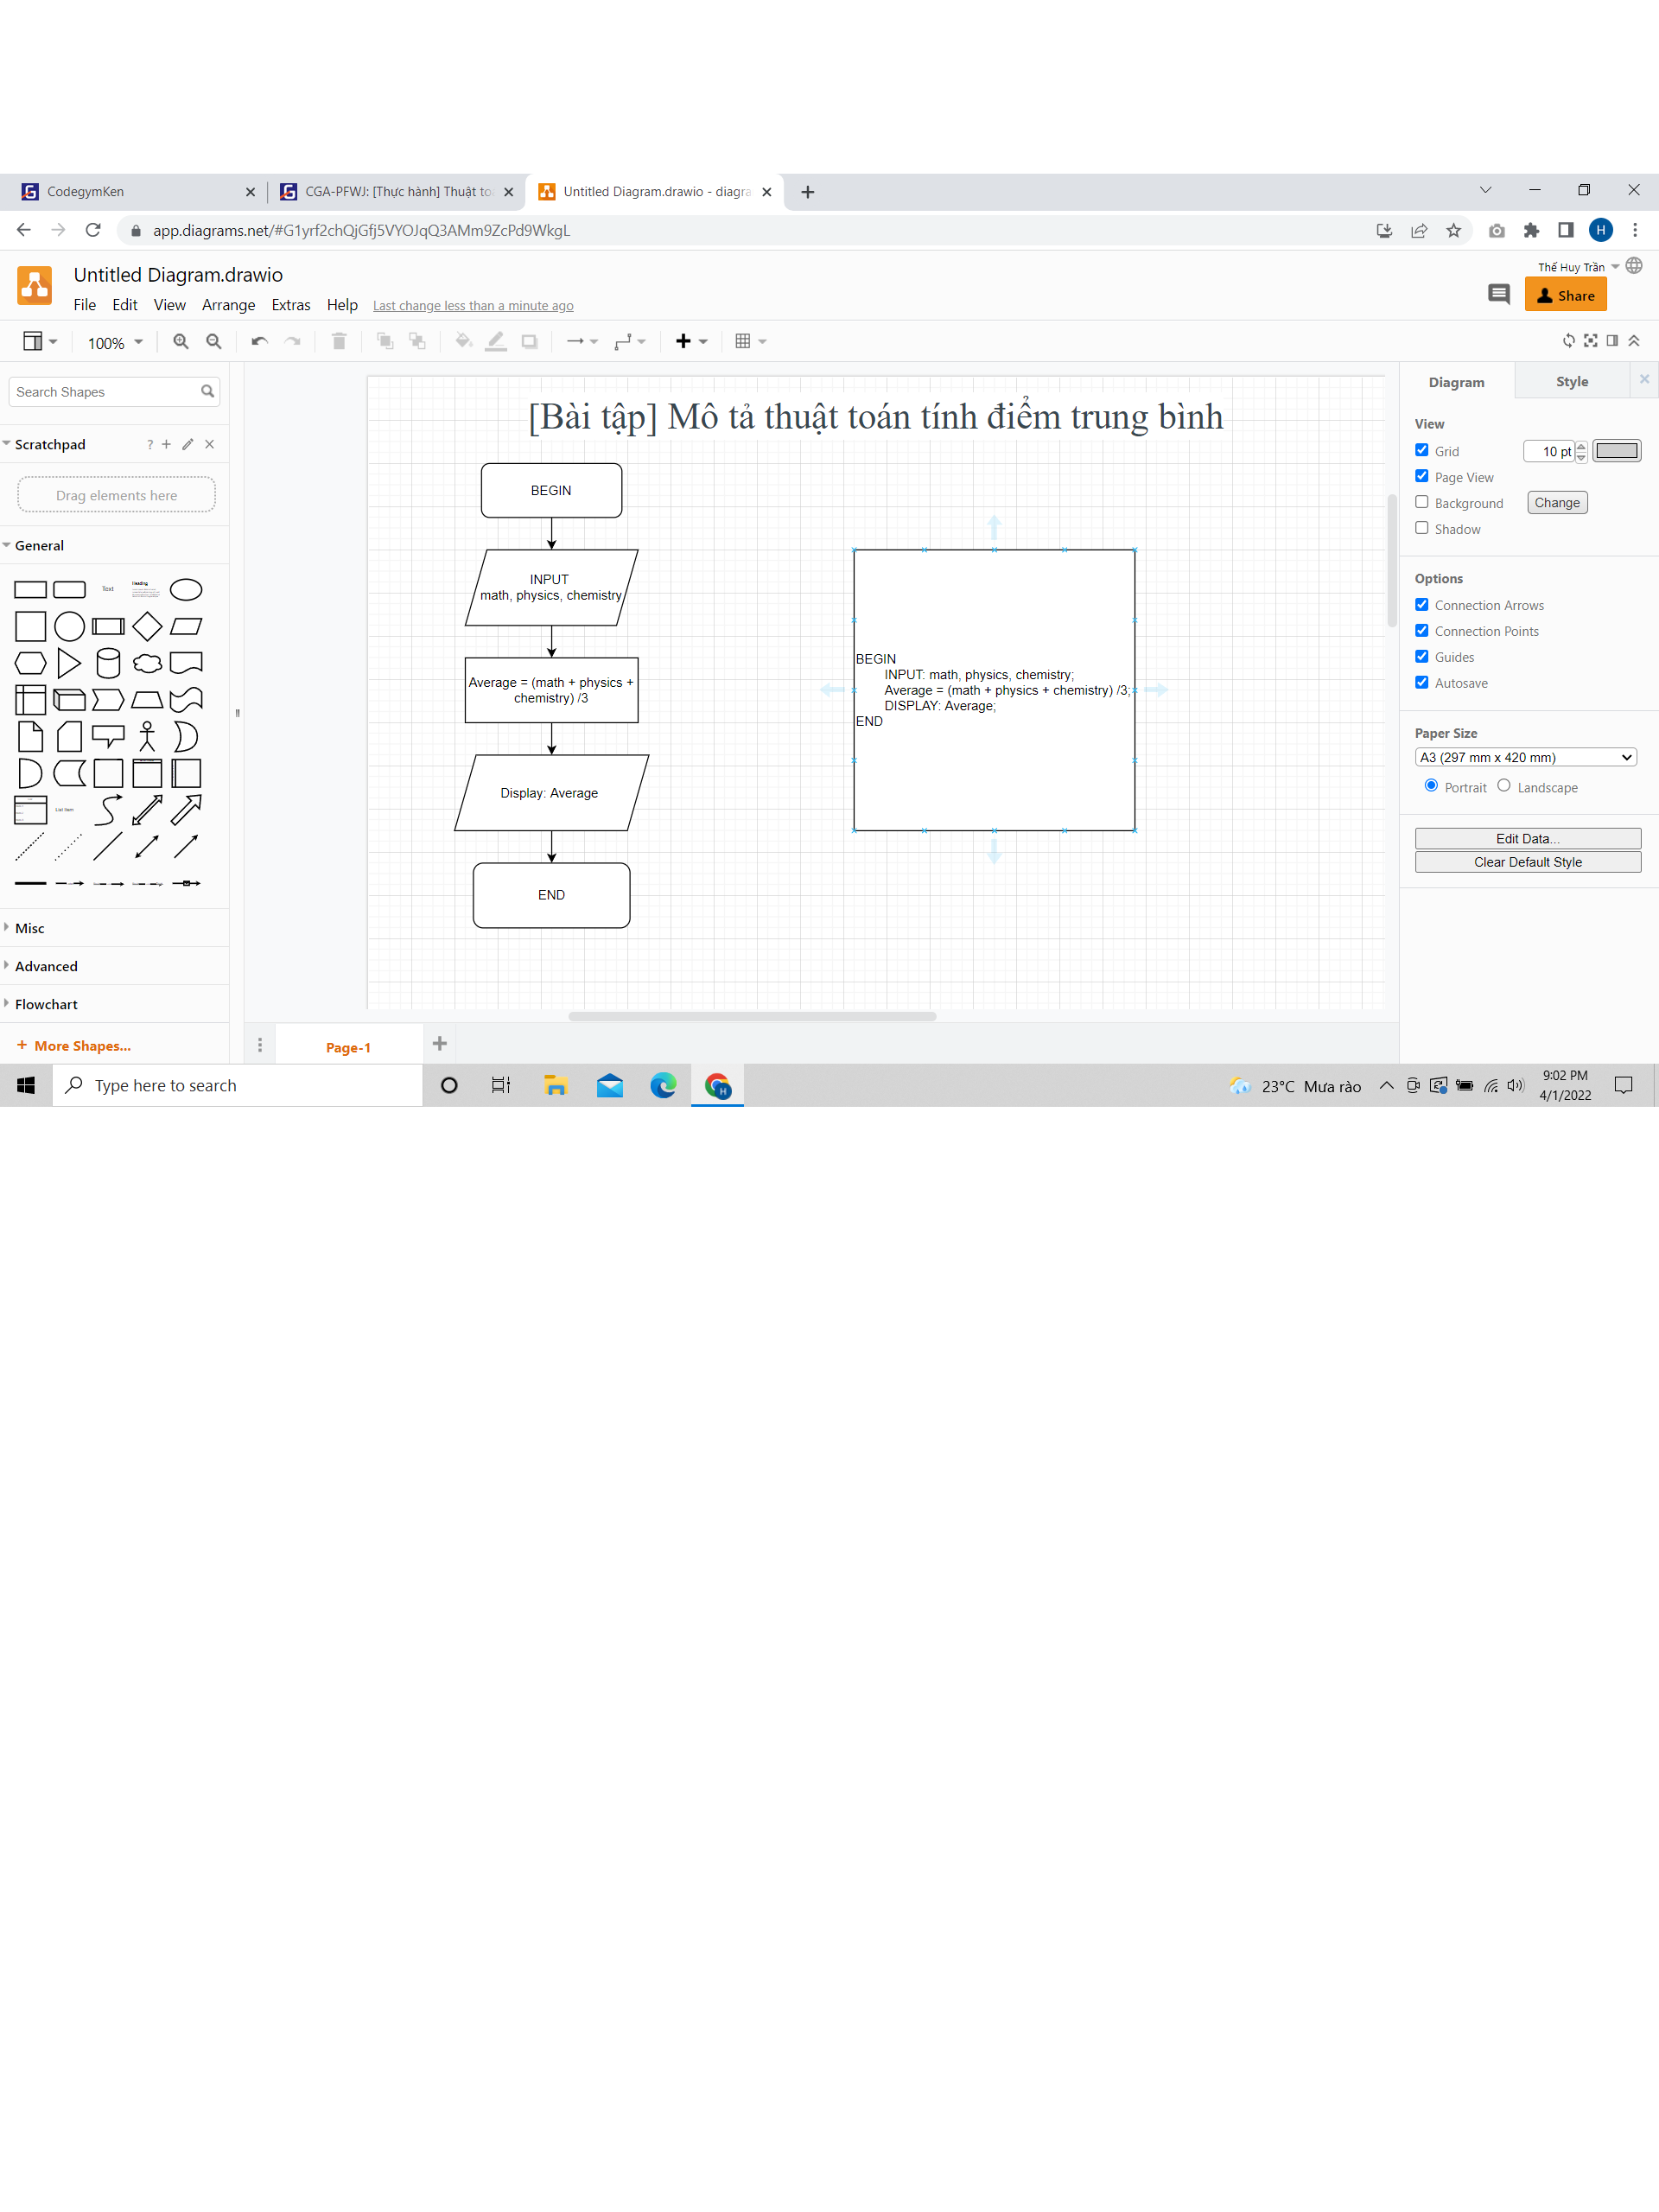 CodegymKen
CGA-PFWJ: [Thực hành] Thuật to
Untitled Diagram.drawio - diagra
app.diagrams.net/#G1yrf2chQjGfj5VYOJqQ3AMm9ZcPd9WkgL
H
Untitled Diagram.drawio
Thế Huy Trần
File Edit View Arrange Extras Help Last change less than a minute ago
Share
100%
Search Shapes
Scratchpad
?
Drag elements here
General
Text
Heading
List Item
Misc
Advanced
Flowchart
+ More Shapes...
[Bài tập] Mô tả thuật toán tính điểm trung bình
BEGIN
INPUT
math, physics, chemistry
Average = (math + physics +
chemistry) /3
Display: Average
END
BEGIN
INPUT: math, physics, chemistry;
Average = (math + physics + chemistry) /3;
DISPLAY: Average;
END
Diagram Style
View
Grid 10 pt
Page View
Background Change
Shadow
Options
Connection Arrows
Connection Points
Guides
Autosave
Paper Size
A3 (297 mm x 420 mm)
Portrait Landscape
Edit Data...
Clear Default Style
Page-1
Type here to search
H
23°C Mưa rào
9:02 PM
4/1/2022